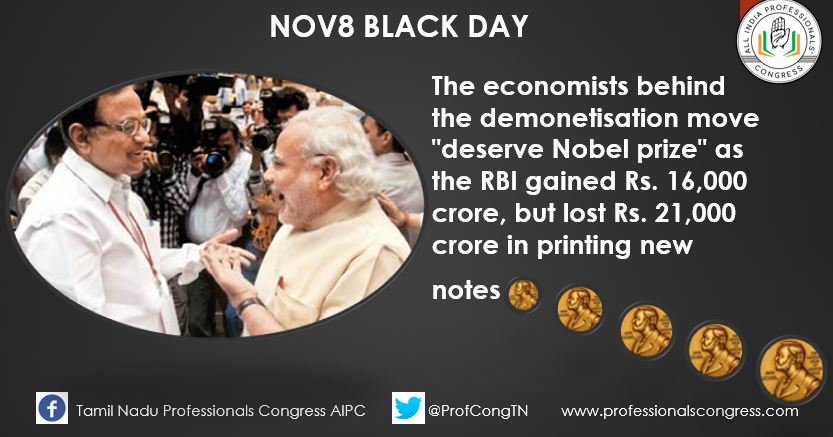 NOV8 BLACK DAY
ALL INDIA PROFESSIONALS'
CONGRESS
The economists behind
the demonetisation move
"deserve Nobel prize" as
the RBI gained Rs. 16,000
crore, but lost Rs. 21,000
crore in printing new
notes
Tamil Nadu Professionals Congress AIPC
@ProfCongTN
www.professionalscongress.com